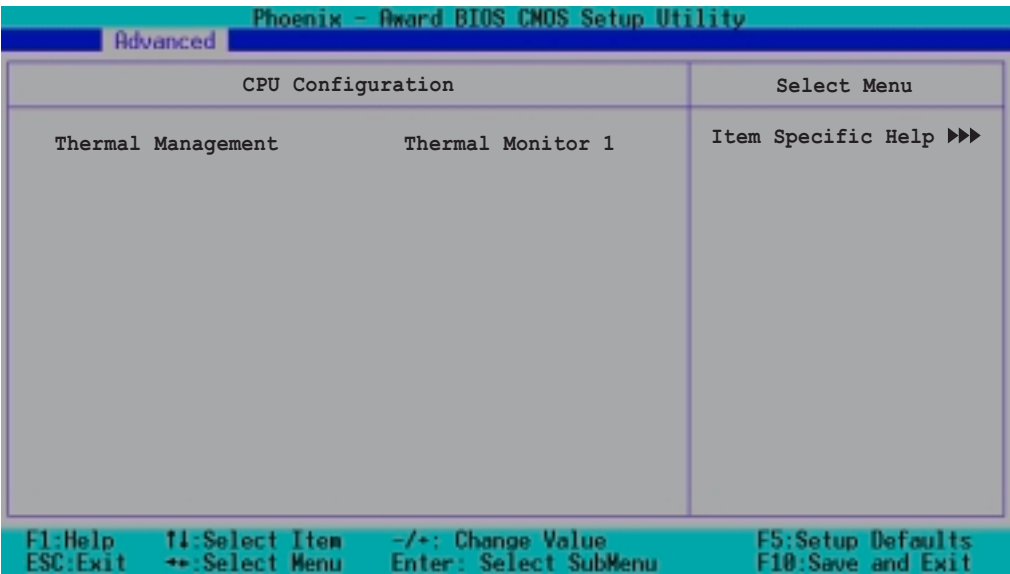 Phoenix - Award BIOS CMOS Setup Utility
Advanced
CPU Configuration
Select Menu
Thermal Management Thermal Monitor 1
Item Specific Help ▶▶▶
F1:Help ↑↓:Select Item -/+: Change Value F5:Setup Defaults
ESC:Exit ↔:Select Menu Enter: Select SubMenu F10:Save and Exit